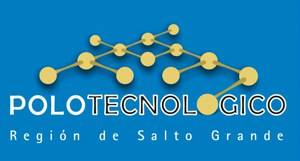 POLOTECNOLOGICO
Región de Salto Grande